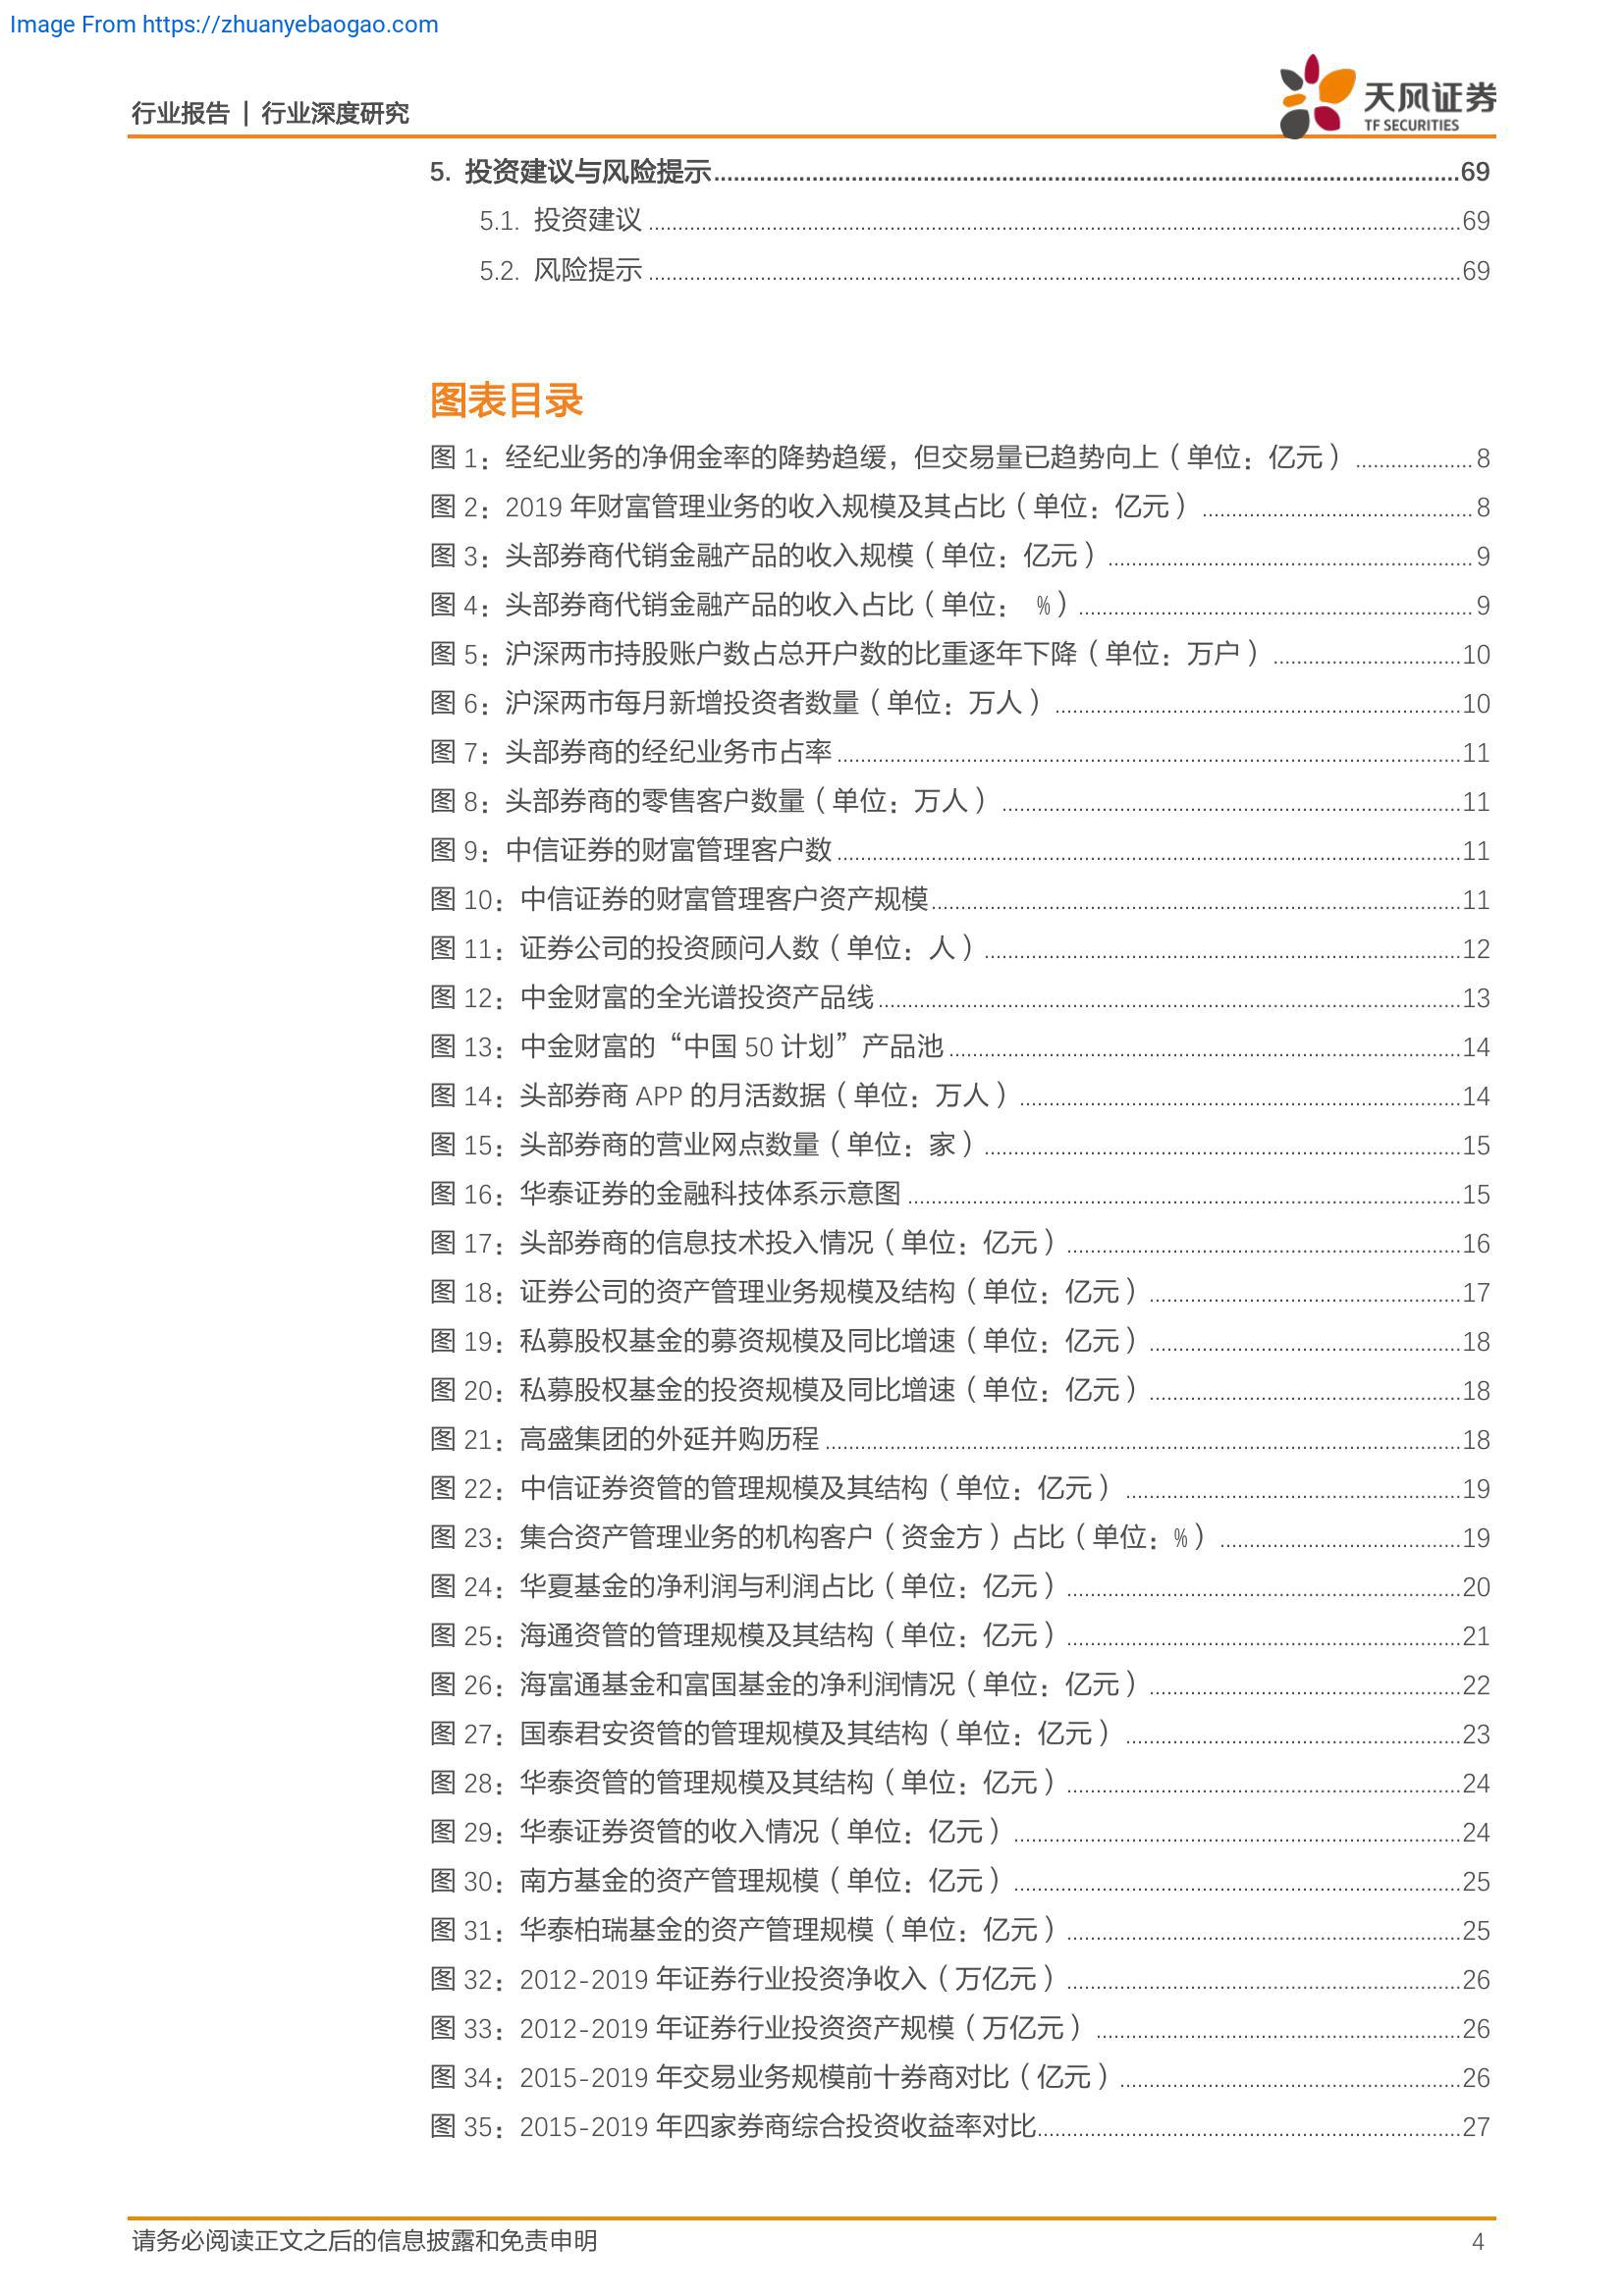 Image From https://zhuanyebaogao.com
行业报告 | 行业深度研究
天风证券
TF SECURITIES
5. 投资建议与风险提示 69
5.1. 投资建议 69
5.2. 风险提示 69
图表目录
图 1：经纪业务的净佣金率的降势趋缓，但交易量已趋势向上（单位：亿元） 8
图 2：2019 年财富管理业务的收入规模及其占比（单位：亿元） 8
图 3：头部券商代销金融产品的收入规模（单位：亿元） 9
图 4：头部券商代销金融产品的收入占比（单位： %） 9
图 5：沪深两市持股账户数占总开户数的比重逐年下降（单位：万户） 10
图 6：沪深两市每月新增投资者数量（单位：万人） 10
图 7：头部券商的经纪业务市占率 11
图 8：头部券商的零售客户数量（单位：万人） 11
图 9：中信证券的财富管理客户数 11
图 10：中信证券的财富管理客户资产规模 11
图 11：证券公司的投资顾问人数（单位：人） 12
图 12：中金财富的全光谱投资产品线 13
图 13：中金财富的“中国 50 计划”产品池 14
图 14：头部券商 APP 的月活数据（单位：万人） 14
图 15：头部券商的营业网点数量（单位：家） 15
图 16：华泰证券的金融科技体系示意图 15
图 17：头部券商的信息技术投入情况（单位：亿元） 16
图 18：证券公司的资产管理业务规模及结构（单位：亿元） 17
图 19：私募股权基金的募资规模及同比增速（单位：亿元） 18
图 20：私募股权基金的投资规模及同比增速（单位：亿元） 18
图 21：高盛集团的外延并购历程 18
图 22：中信证券资管的管理规模及其结构（单位：亿元） 19
图 23：集合资产管理业务的机构客户（资金方）占比（单位：%） 19
图 24：华夏基金的净利润与利润占比（单位：亿元） 20
图 25：海通资管的管理规模及其结构（单位：亿元） 21
图 26：海富通基金和富国基金的净利润情况（单位：亿元） 22
图 27：国泰君安资管的管理规模及其结构（单位：亿元） 23
图 28：华泰资管的管理规模及其结构（单位：亿元） 24
图 29：华泰证券资管的收入情况（单位：亿元） 24
图 30：南方基金的资产管理规模（单位：亿元） 25
图 31：华泰柏瑞基金的资产管理规模（单位：亿元） 25
图 32：2012-2019 年证券行业投资净收入（万亿元） 26
图 33：2012-2019 年证券行业投资资产规模（万亿元） 26
图 34：2015-2019 年交易业务规模前十券商对比（亿元） 26
图 35：2015-2019 年四家券商综合投资收益率对比 27
请务必阅读正文之后的信息披露和免责申明 4